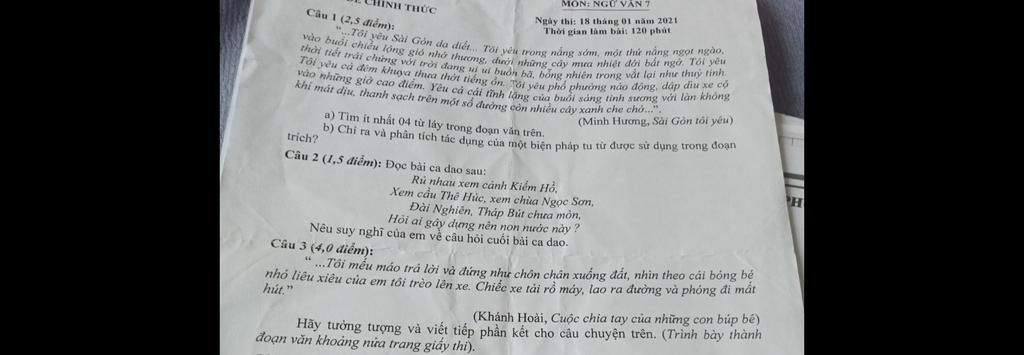 CHÍNH THỨC
MÔN: NGỮ VĂN 7
Ngày thi: 18 tháng 01 năm 2021
Thời gian làm bài: 120 phút
Câu 1 (2,5 điểm):
“...Tôi yêu Sài Gòn da diết... Tôi yêu trong nắng sớm, một thứ nắng ngọt ngào,
vào buổi chiều lộng gió nhớ thương, dưới những cây mưa nhiệt đới bất ngờ. Tôi yêu
thời tiết trái chứng với trời đang ui ui buồn bã, bỗng nhiên trong vắt lại như thuỷ tinh.
Tôi yêu cả đêm khuya thưa thớt tiếng ồn. Tôi yêu phố phường náo động, dập dìu xe cộ
vào những giờ cao điểm. Yêu cả cái tĩnh lặng của buổi sáng tinh sương với làn không
khí mát dịu, thanh sạch trên một số đường còn nhiều cây xanh che chở...”.
(Minh Hương, Sài Gòn tôi yêu)
a) Tìm ít nhất 04 từ láy trong đoạn văn trên.
b) Chỉ ra và phân tích tác dụng của một biện pháp tu từ được sử dụng trong đoạn
trích?
Câu 2 (1,5 điểm): Đọc bài ca dao sau:
Rủ nhau xem cảnh Kiếm Hồ,
Xem cầu Thê Húc, xem chùa Ngọc Sơn,
Đài Nghiên, Tháp Bút chưa mòn,
Hỏi ai gây dựng nên non nước này ?
Nêu suy nghĩ của em về câu hỏi cuối bài ca dao.
Câu 3 (4,0 điểm):
“ ...Tôi mếu máo trả lời và đứng như chôn chân xuống đất, nhìn theo cái bóng bé
nhỏ liêu xiêu của em tôi trèo lên xe. Chiếc xe tải rồ máy, lao ra đường và phóng đi mất
hút.”
(Khánh Hoài, Cuộc chia tay của những con búp bê)
Hãy tưởng tượng và viết tiếp phần kết cho câu chuyện trên. (Trình bày thành
đoạn văn khoảng nửa trang giấy thi).